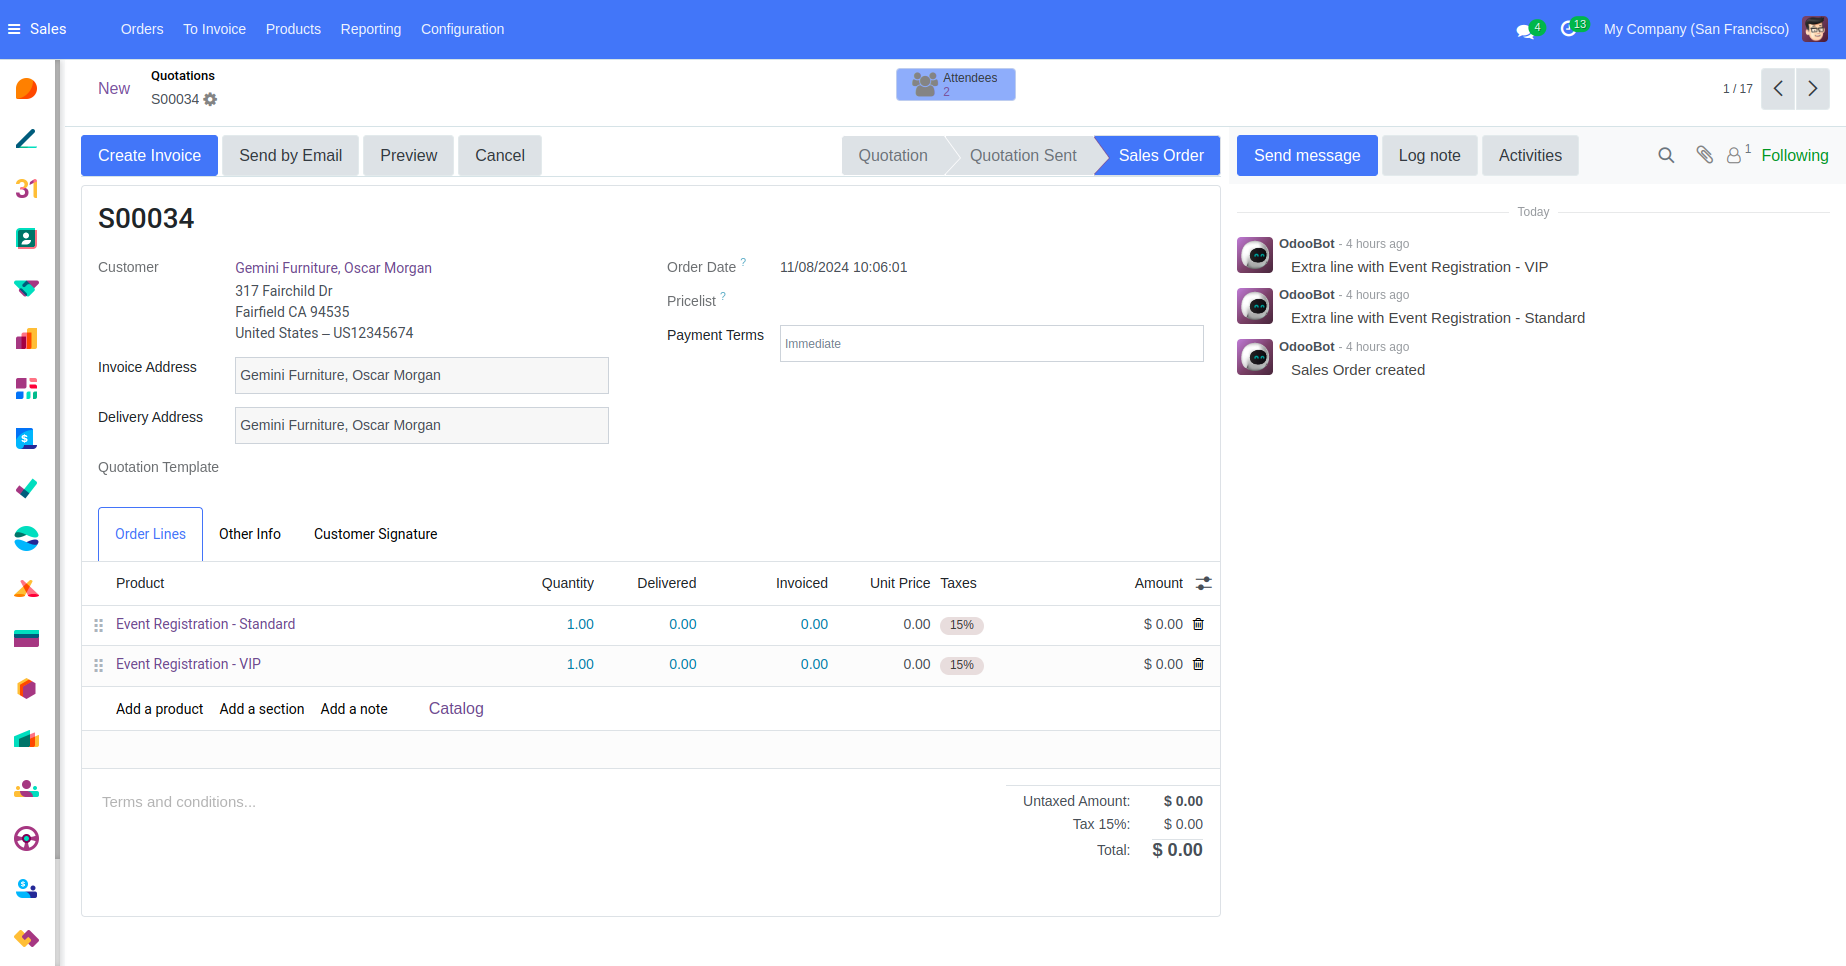 Sales
Orders
To Invoice
Products
Reporting
Configuration
4
13
My Company (San Francisco)
31
$
$
New
Quotations
S00034
Attendees
2
1 / 17
Create Invoice
Send by Email
Preview
Cancel
Quotation
Quotation Sent
Sales Order
Send message
Log note
Activities
1
Following
S00034
Customer
Gemini Furniture, Oscar Morgan
317 Fairchild Dr
Fairfield CA 94535
United States – US12345674
Invoice Address
Gemini Furniture, Oscar Morgan
Delivery Address
Gemini Furniture, Oscar Morgan
Quotation Template
Order Date ?
11/08/2024 10:06:01
Pricelist ?
Payment Terms
Immediate
Order Lines
Other Info
Customer Signature
Product Quantity Delivered Invoiced Unit Price Taxes Amount
Event Registration - Standard 1.00 0.00 0.00 0.00 15% $ 0.00
Event Registration - VIP 1.00 0.00 0.00 0.00 15% $ 0.00
Add a product Add a section Add a note Catalog
Terms and conditions...
Untaxed Amount: $ 0.00
Tax 15%: $ 0.00
Total: $ 0.00
Today
OdooBot - 4 hours ago
Extra line with Event Registration - VIP
OdooBot - 4 hours ago
Extra line with Event Registration - Standard
OdooBot - 4 hours ago
Sales Order created